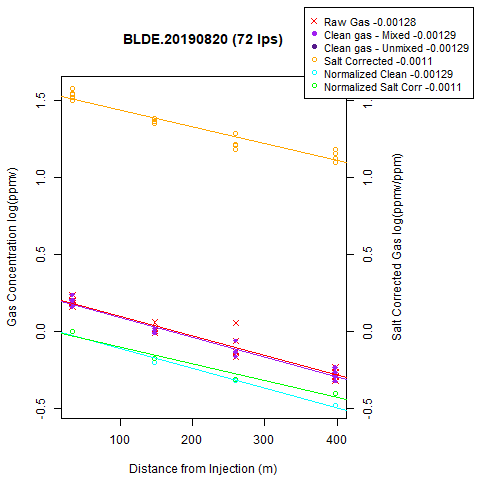 BLDE.20190820 (72 lps)
Raw Gas -0.00128
Clean gas - Mixed -0.00129
Clean gas - Unmixed -0.00129
Salt Corrected -0.0011
Normalized Clean -0.00129
Normalized Salt Corr -0.0011
Gas Concentration log(ppmv)
1.5
1.0
0.5
0.0
-0.5
1.5
1.0
0.5
0.0
-0.5
Salt Corrected Gas log(ppmv/ppm)
100 200 300 400
Distance from Injection (m)